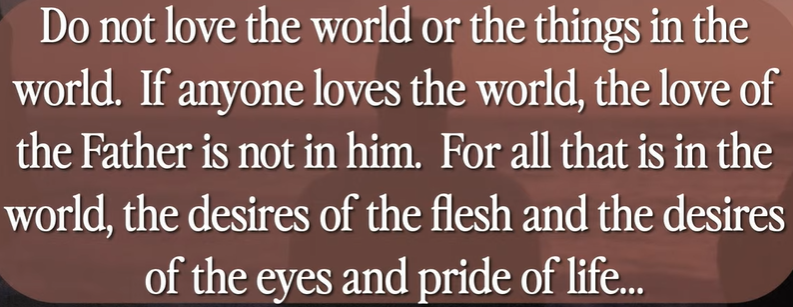 Do not love the world or the things in the
world.  If anyone loves the world, the love of
the Father is not in him.  For all that is in the
world, the desires of the flesh and the desires
of the eyes and pride of life...